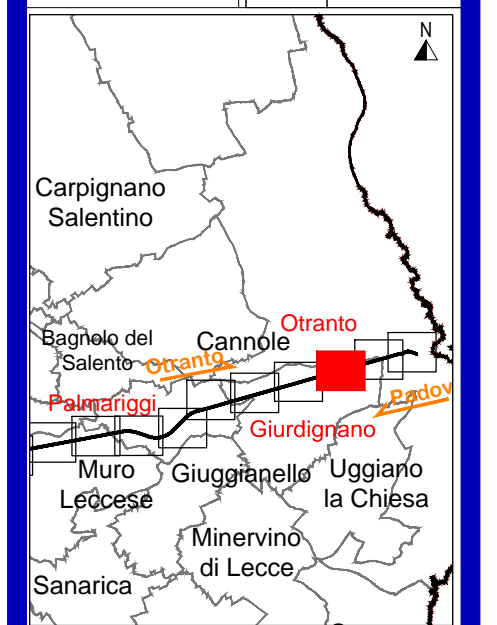 N
Carpignano
Salentino
Otranto
Bagnolo del
Salento
Cannole
Otranto
Padov
Palmariggi
Giurdignano
Muro
Leccese
Giuggianello
Uggiano
la Chiesa
Minervino
di Lecce
Sanarica